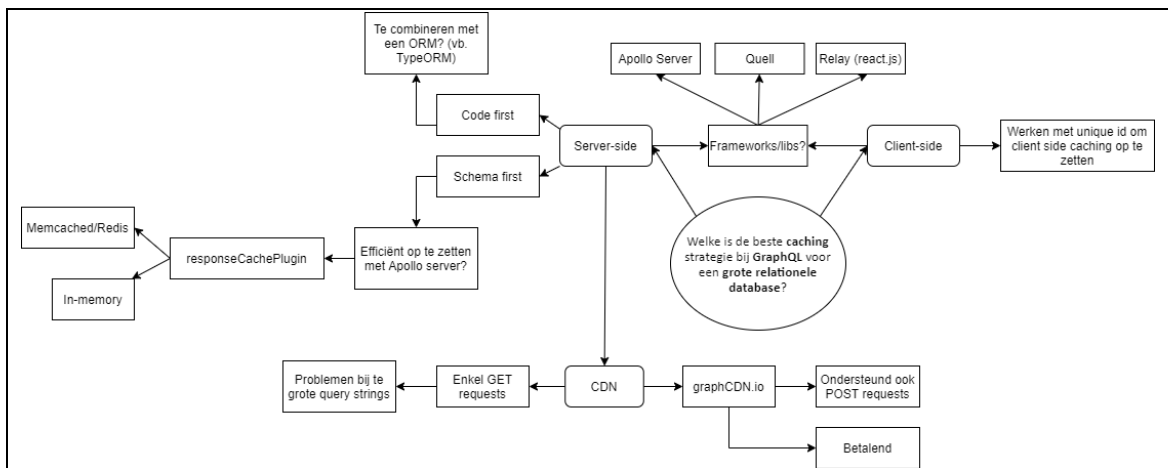 Te combineren met
een ORM? (vb.
TypeORM)
Apollo Server
Quell
Relay (react.js)
Code first
Server-side
Frameworks/libs?
Client-side
Werken met unique id om
client side caching op te
zetten
Schema first
Memcached/Redis
responseCachePlugin
Efficiënt op te zetten
met Apollo server?
In-memory
Welke is de beste caching
strategie bij GraphQL voor
een grote relationele
database?
Problemen bij te
grote query strings
Enkel GET
requests
CDN
graphCDN.io
Ondersteund ook
POST requests
Betalend